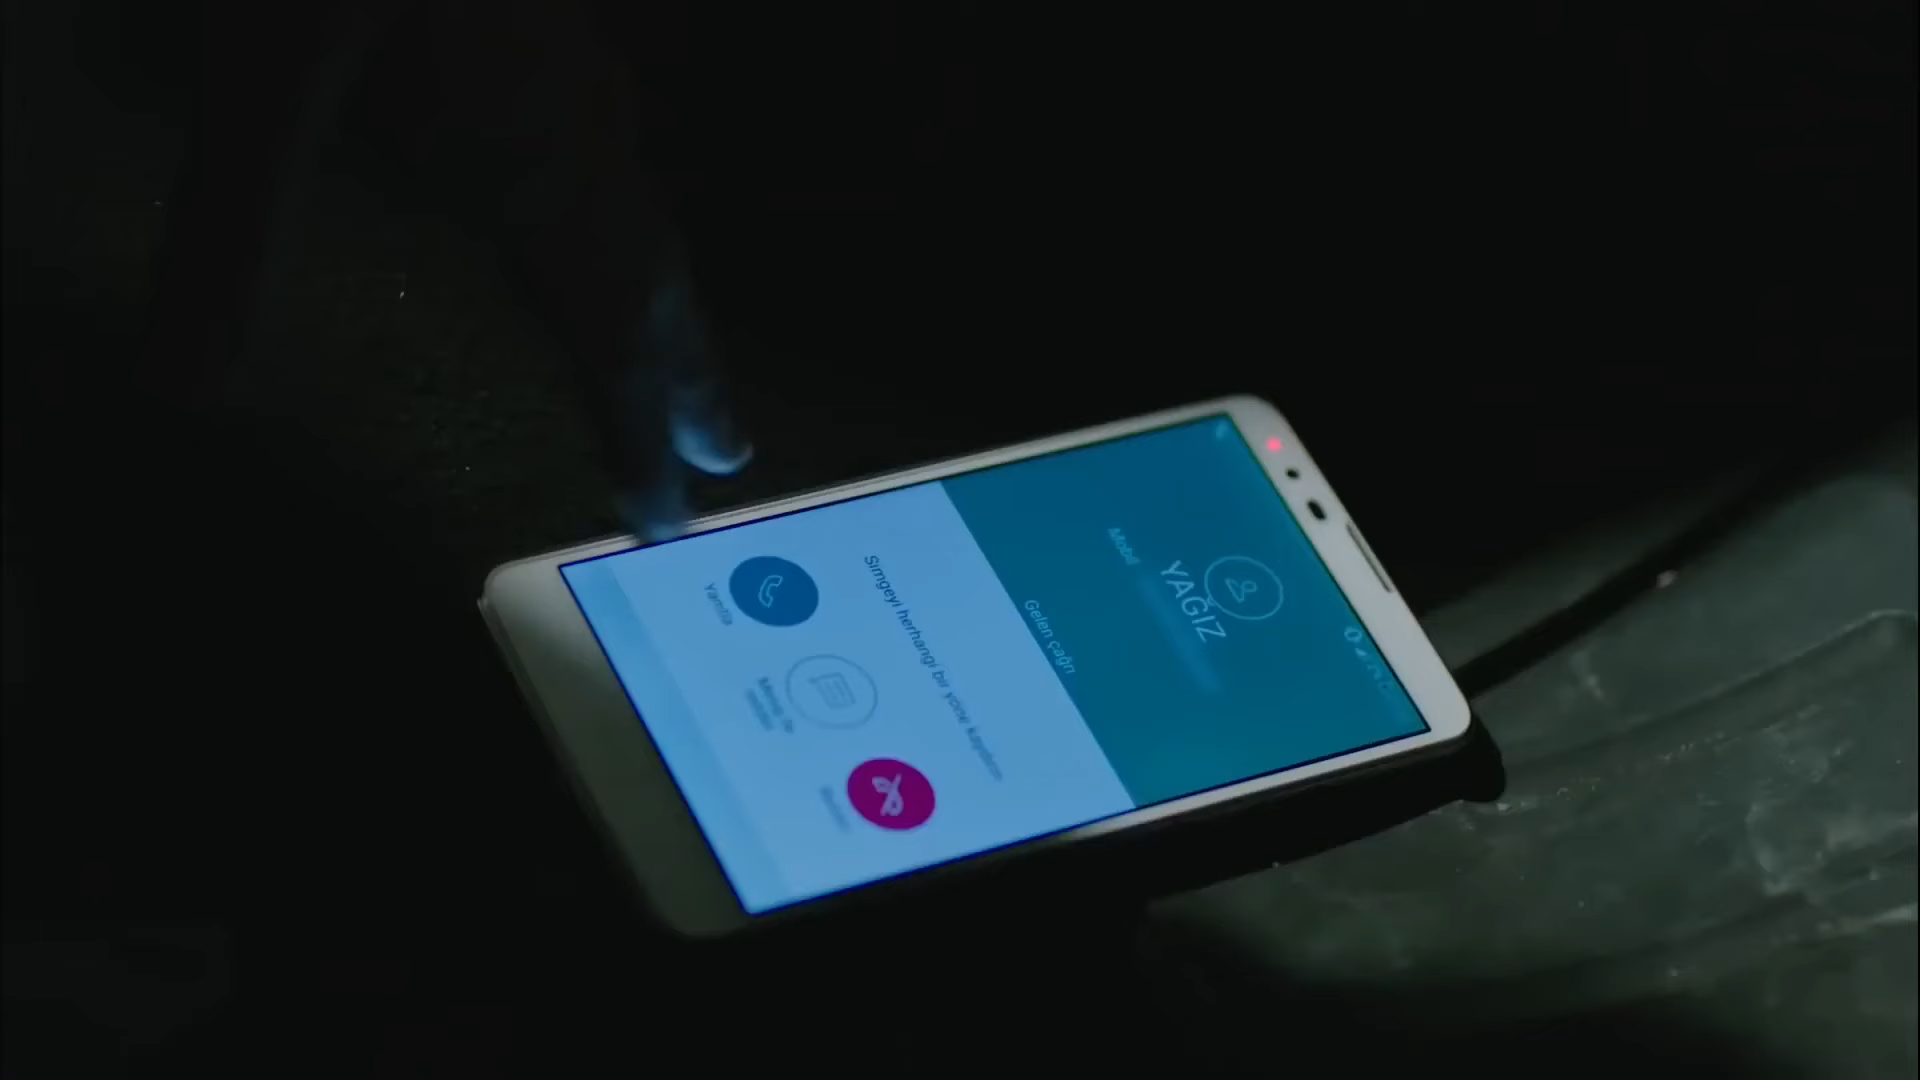 YAĞIZ
Mobil
Gelen çağrı
Simgeyi herhangi bir yöne kaydırın
Yanıtla